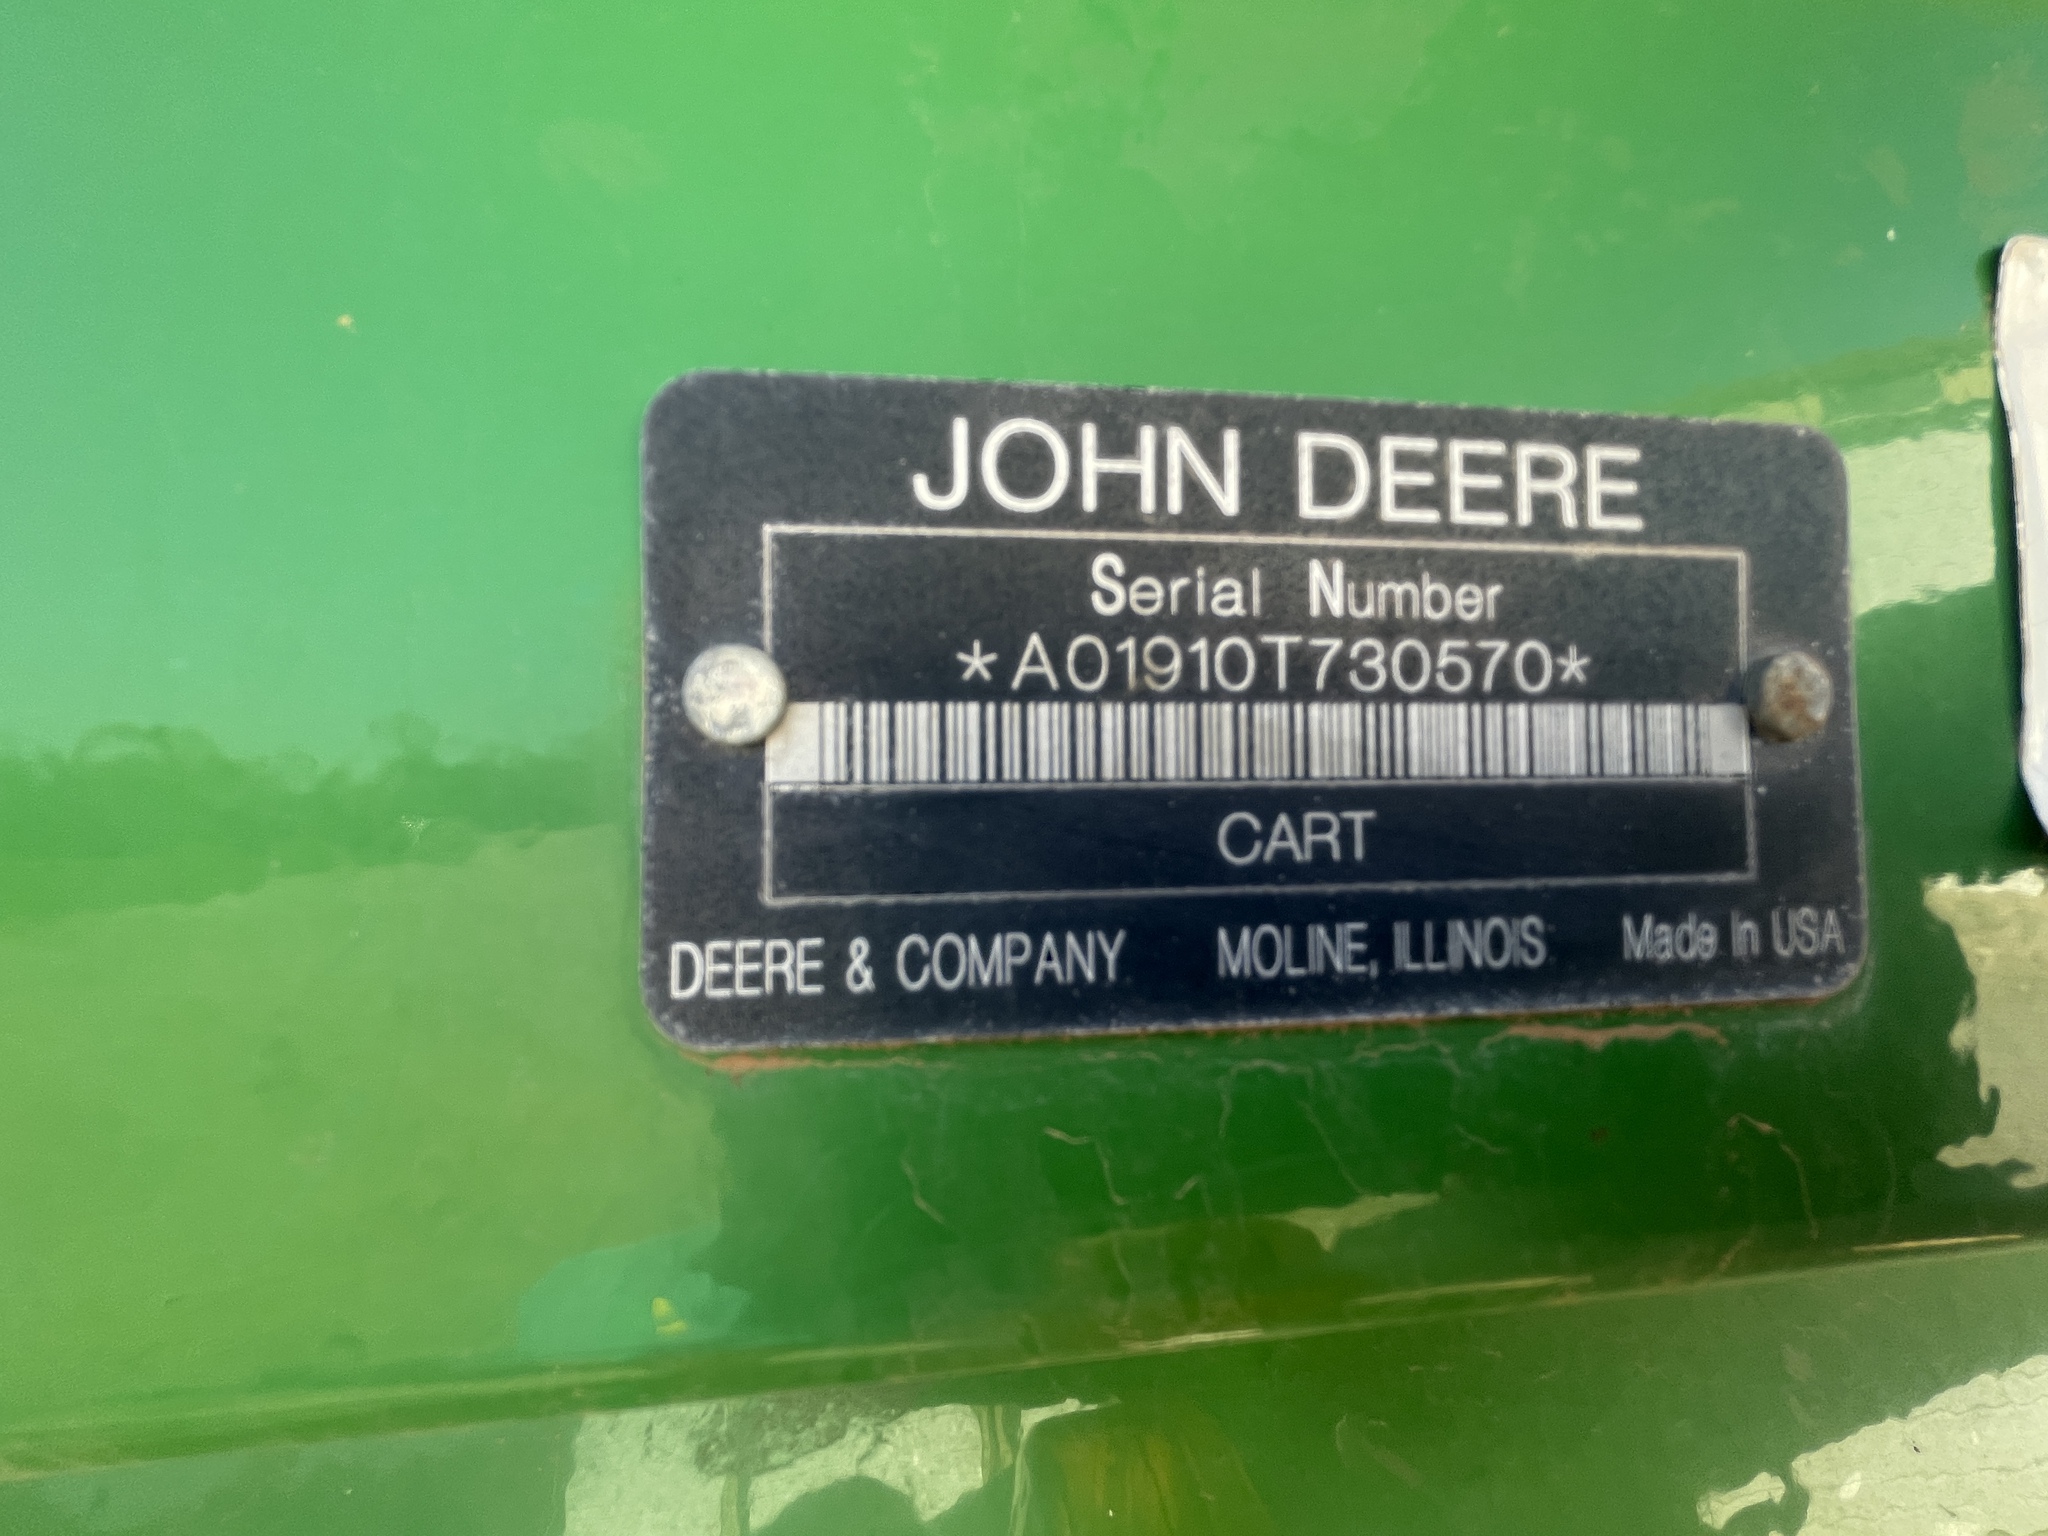 JOHN DEERE
Serial Number
*A01910T730570*
CART
DEERE & COMPANY MOLINE, ILLINOIS Made In USA